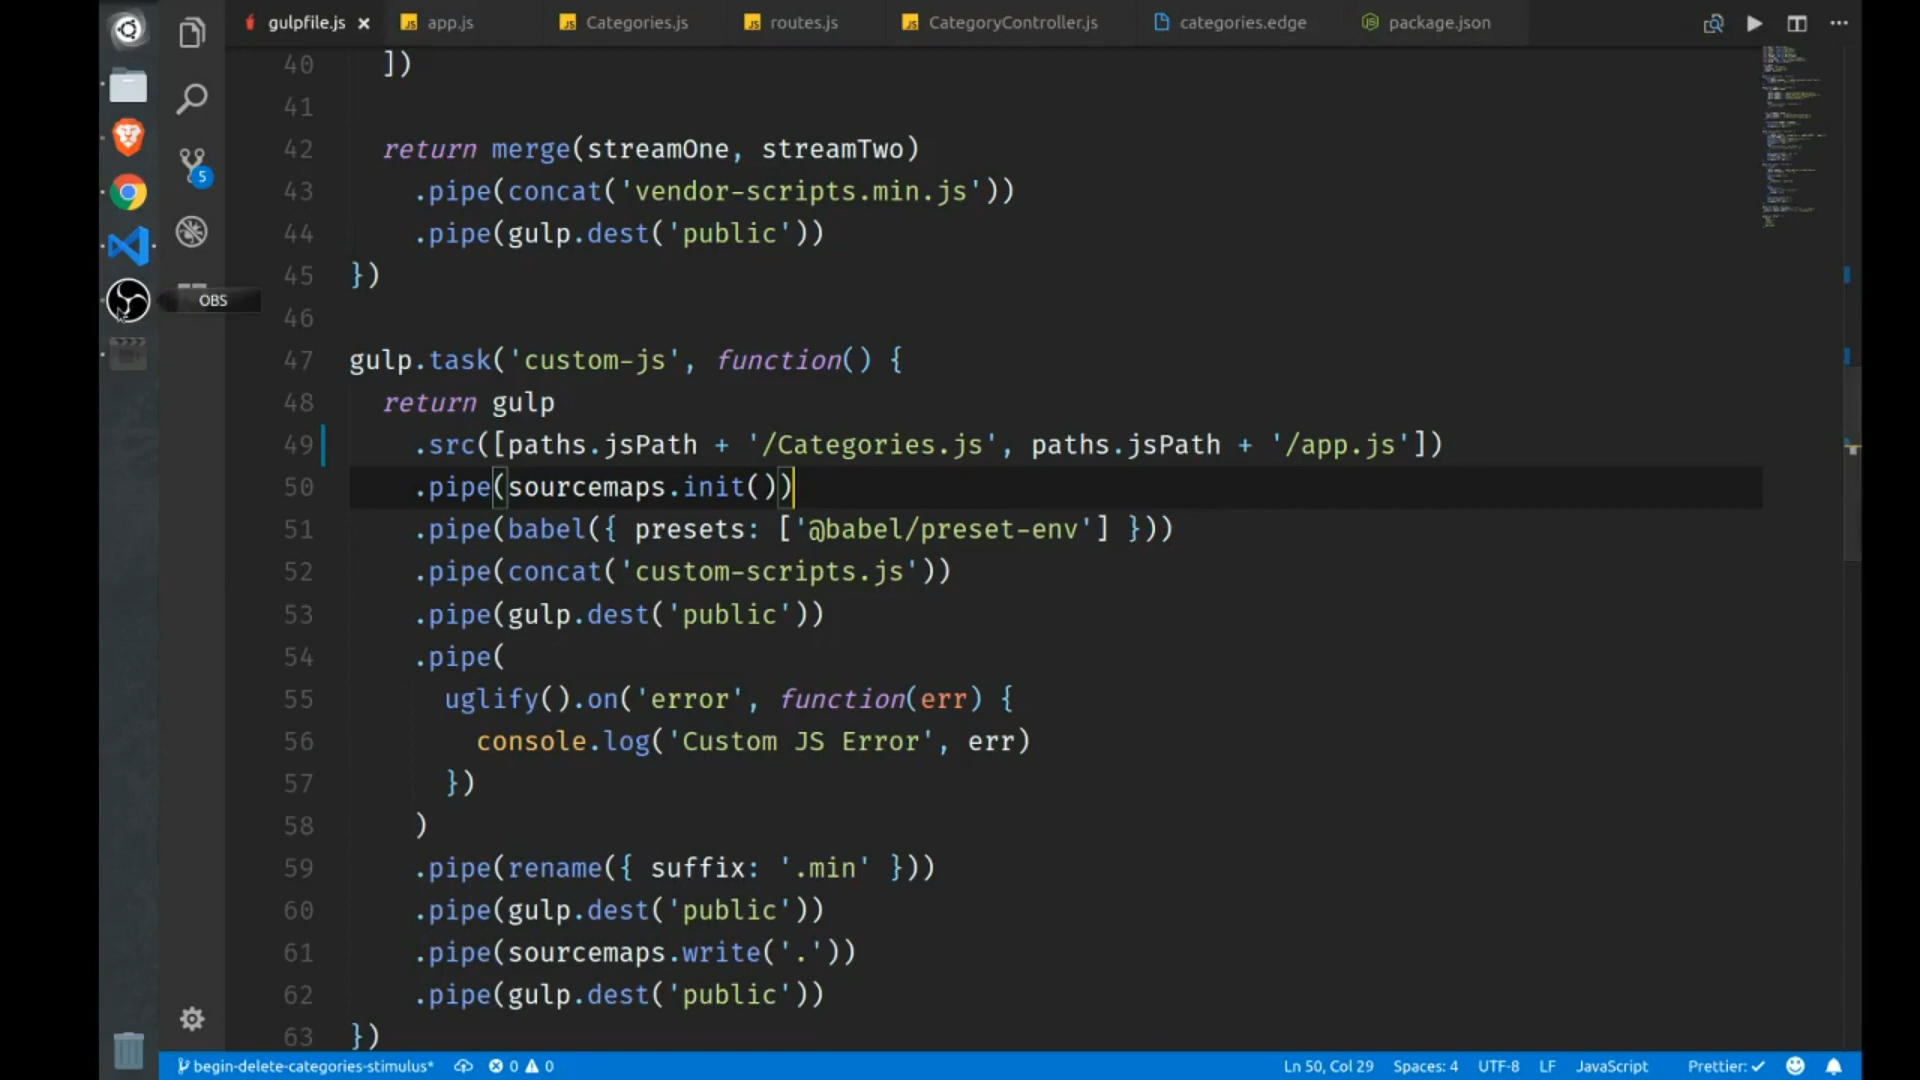 gulpfile.js
app.js
Categories.js
routes.js
CategoryController.js
categories.edge
package.json
40 ])
41
42 return merge(streamOne, streamTwo)
43 .pipe(concat('vendor-scripts.min.js'))
44 .pipe(gulp.dest('public'))
45 })
46
47 gulp.task('custom-js', function() {
48 return gulp
49 .src([paths.jsPath + '/Categories.js', paths.jsPath + '/app.js'])
50 .pipe(sourcemaps.init())
51 .pipe(babel({ presets: ['@babel/preset-env'] }))
52 .pipe(concat('custom-scripts.js'))
53 .pipe(gulp.dest('public'))
54 .pipe(
55 uglify().on('error', function(err) {
56 console.log('Custom JS Error', err)
57 })
58 )
59 .pipe(rename({ suffix: '.min' }))
60 .pipe(gulp.dest('public'))
61 .pipe(sourcemaps.write('.'))
62 .pipe(gulp.dest('public'))
63 })
5
OBS
begin-delete-categories-stimulus* 0 0 Ln 50, Col 29 Spaces: 4 UTF-8 LF JavaScript Prettier: ✓